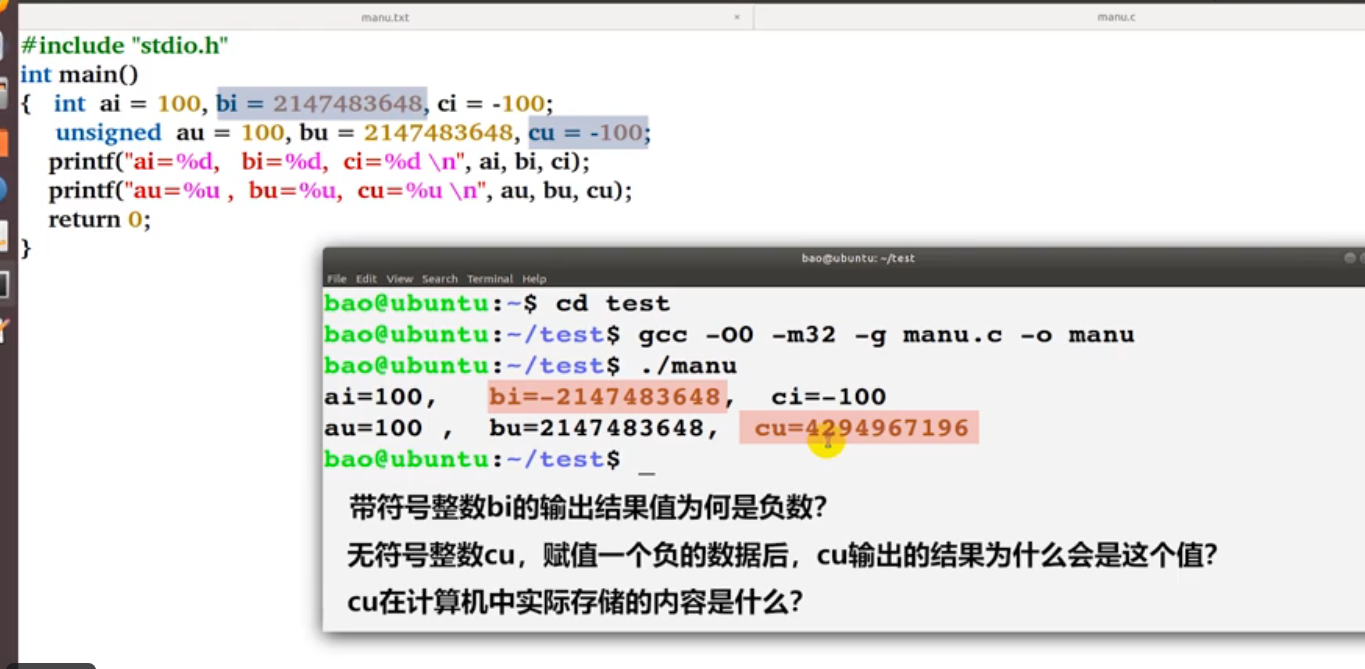 manu.txt × manu.c
#include "stdio.h"
int main()
{ int ai = 100, bi = 2147483648, ci = -100;
unsigned au = 100, bu = 2147483648, cu = -100;
printf("ai=%d, bi=%d, ci=%d \n", ai, bi, ci);
printf("au=%u , bu=%u, cu=%u \n", au, bu, cu);
return 0;
}
bao@ubuntu: ~/test
File Edit View Search Terminal Help
bao@ubuntu:~$ cd test
bao@ubuntu:~/test$ gcc -O0 -m32 -g manu.c -o manu
bao@ubuntu:~/test$ ./manu
ai=100, bi=-2147483648, ci=-100
au=100 , bu=2147483648, cu=4294967196
bao@ubuntu:~/test$ _
带符号整数bi的输出结果值为何是负数?
无符号整数cu，赋值一个负的数据后，cu输出的结果为什么会是这个值?
cu在计算机中实际存储的内容是什么?